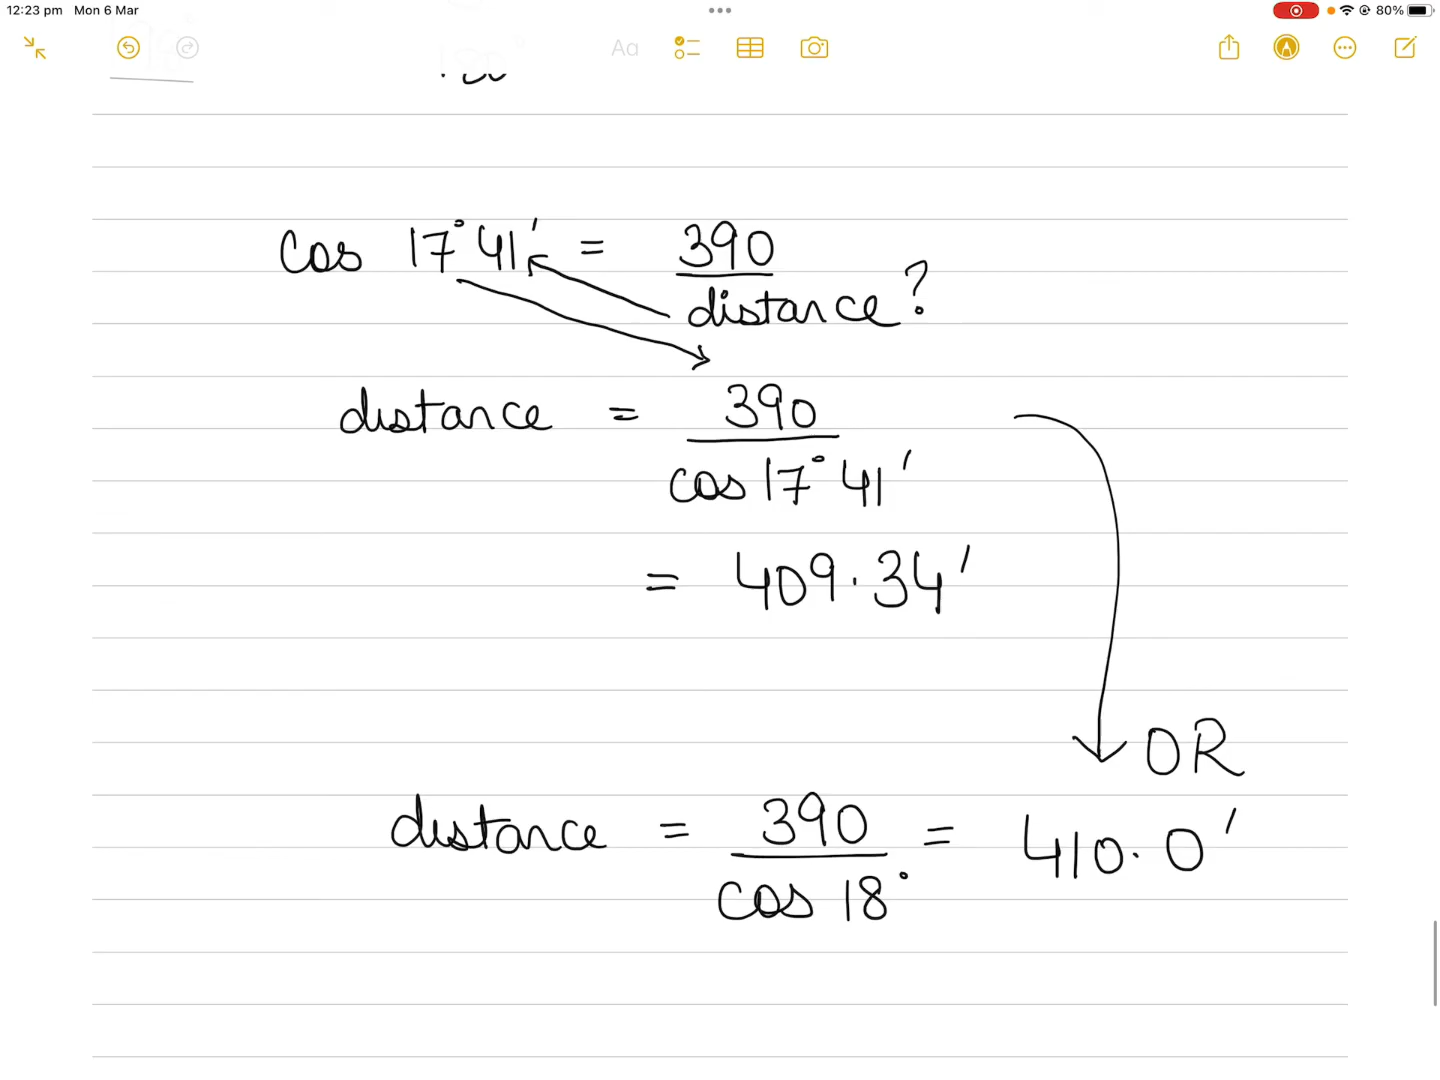 12:23 pm Mon 6 Mar
80%
Aa
cos 17° 41' = 390
distance?
distance = 390
cos 17° 41'
= 409.34'
OR
distance = 390 = 410.0'
cos 18°